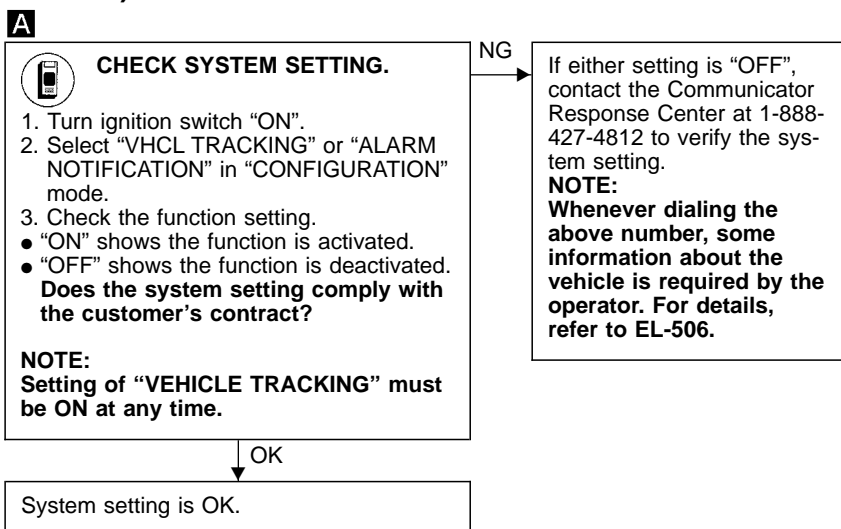 A
CHECK SYSTEM SETTING.
1. Turn ignition switch “ON”.
2. Select “VHCL TRACKING” or “ALARM
NOTIFICATION” in “CONFIGURATION”
mode.
3. Check the function setting.
● “ON” shows the function is activated.
● “OFF” shows the function is deactivated.
Does the system setting comply with
the customer’s contract?
NOTE:
Setting of “VEHICLE TRACKING” must
be ON at any time.
NG
If either setting is “OFF”,
contact the Communicator
Response Center at 1-888-
427-4812 to verify the sys-
tem setting.
NOTE:
Whenever dialing the
above number, some
information about the
vehicle is required by the
operator. For details,
refer to EL-506.
OK
System setting is OK.